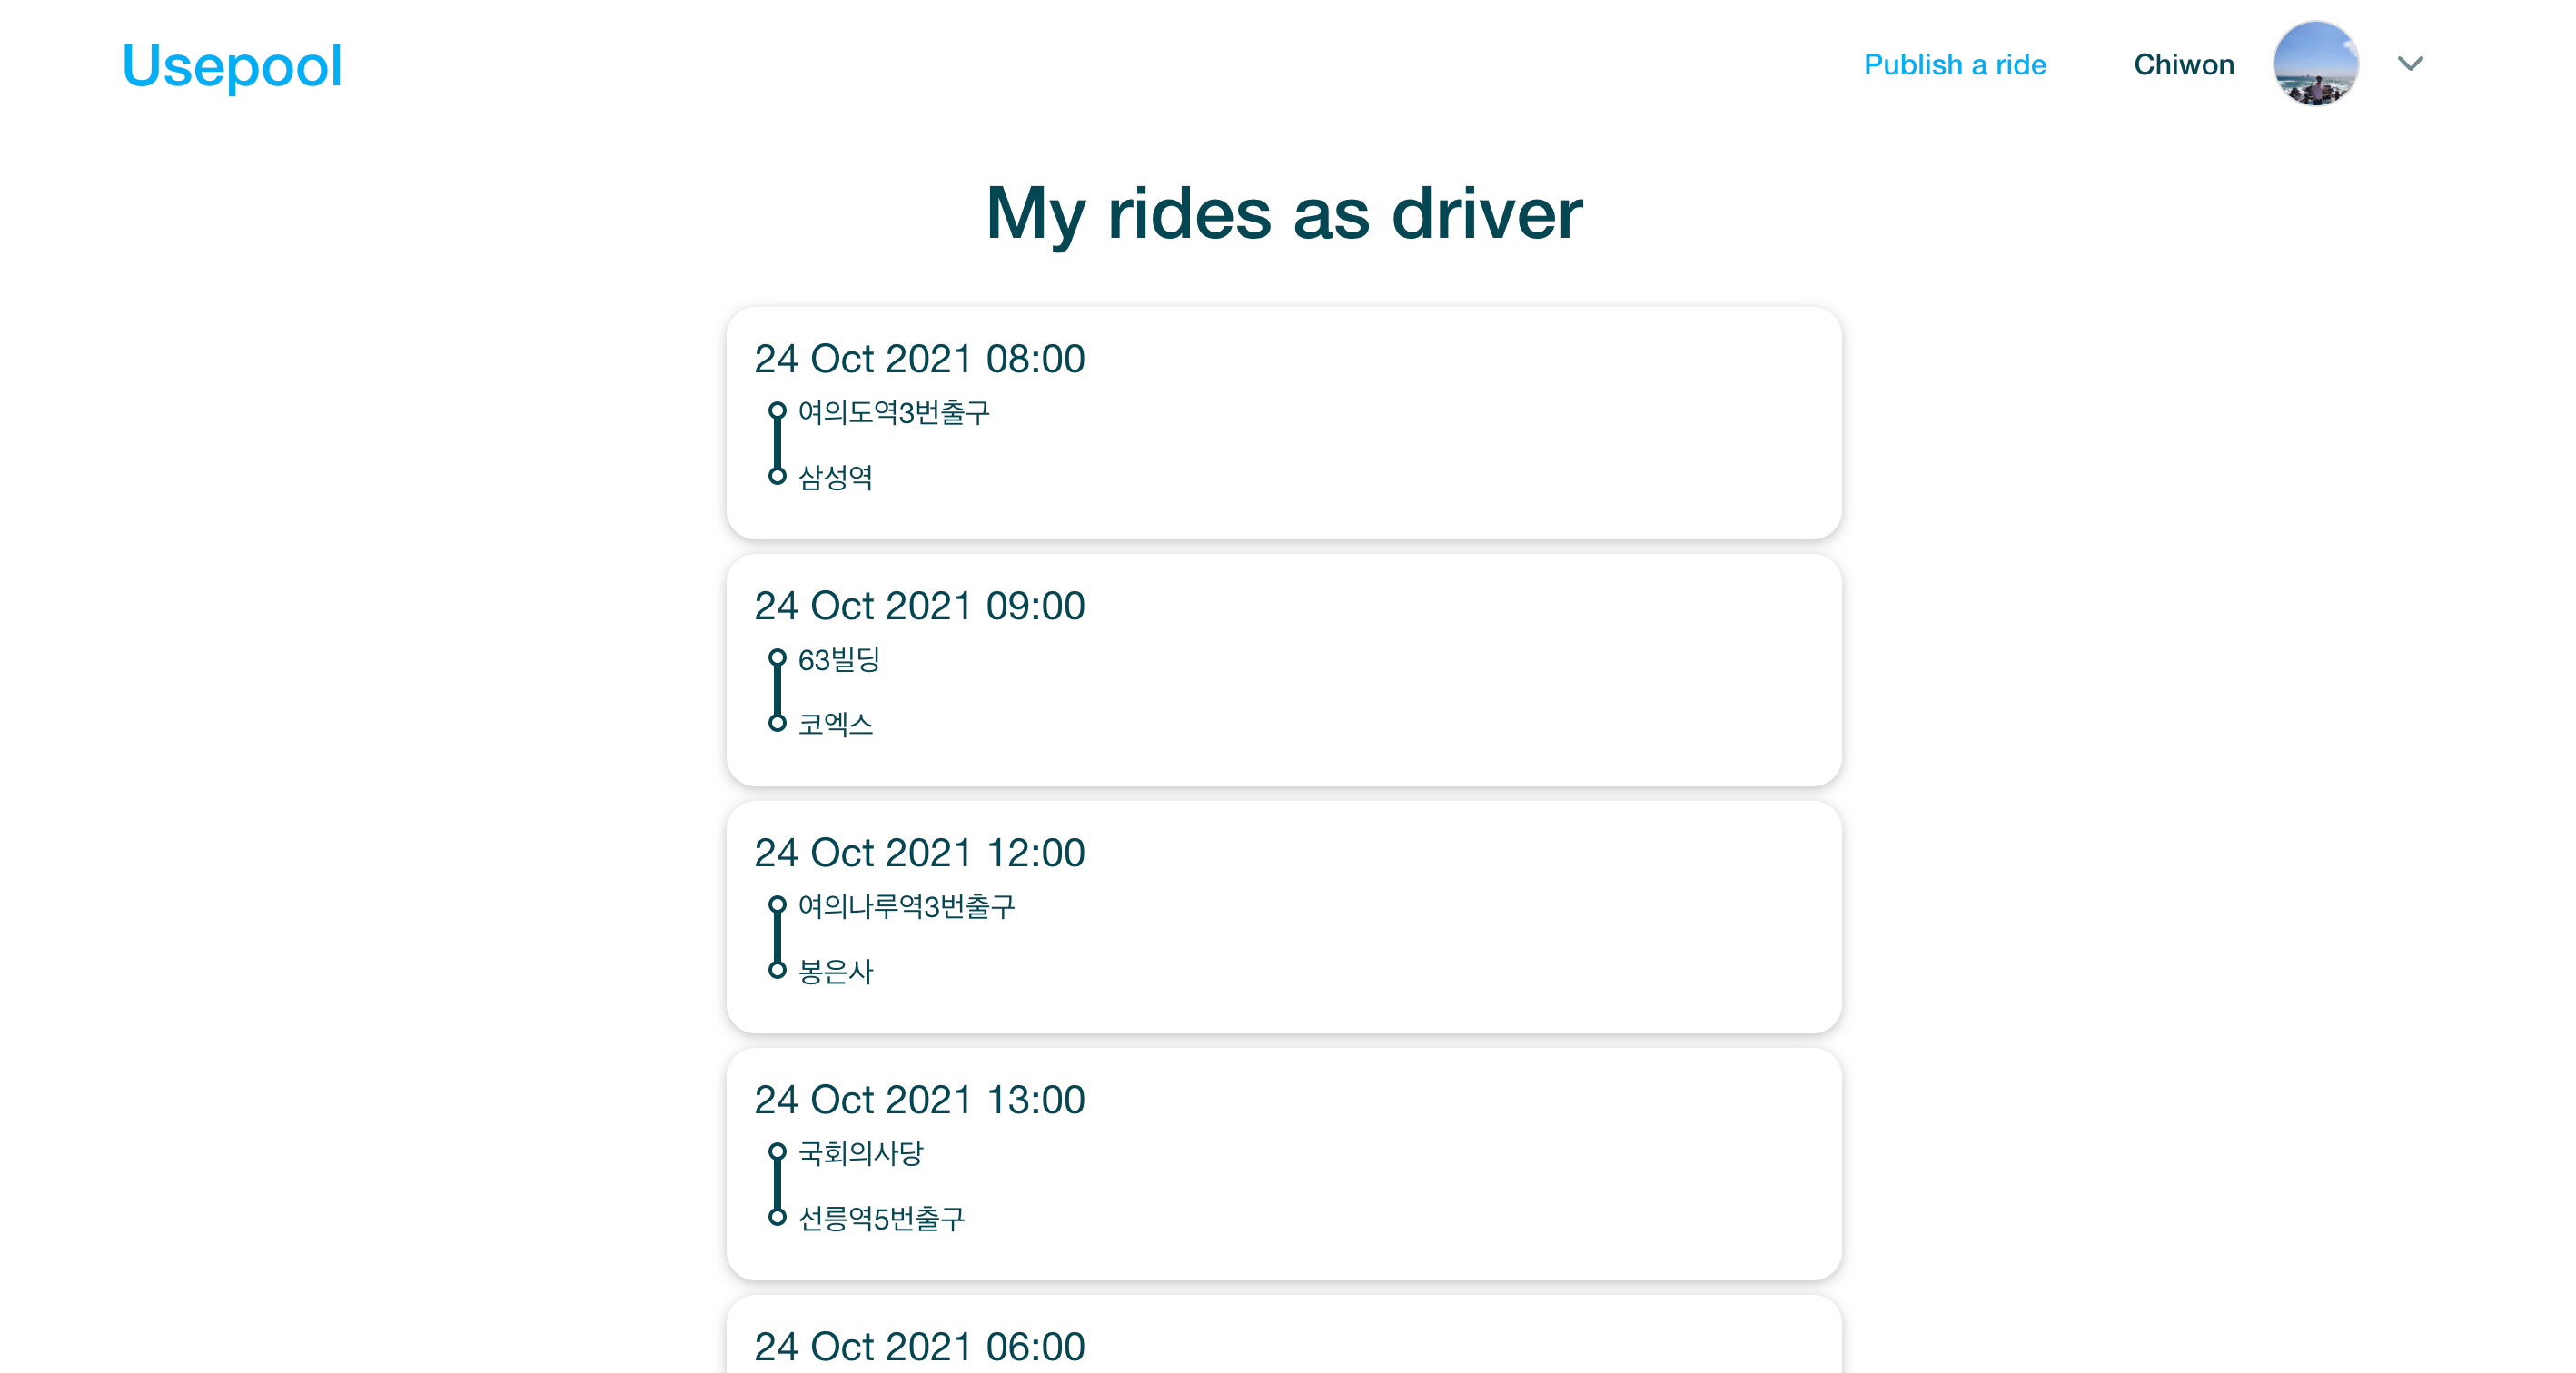 Usepool
Publish a ride
Chiwon
My rides as driver
24 Oct 2021 08:00
여의도역3번출구
삼성역
24 Oct 2021 09:00
63빌딩
코엑스
24 Oct 2021 12:00
여의나루역3번출구
봉은사
24 Oct 2021 13:00
국회의사당
선릉역5번출구
24 Oct 2021 06:00